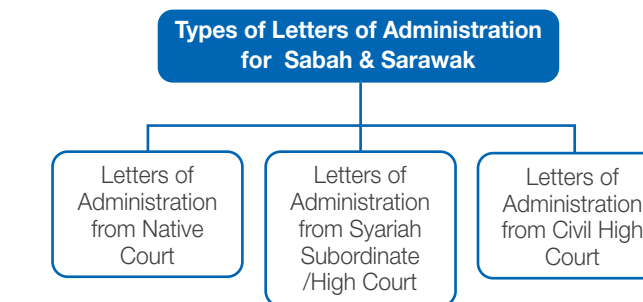 Types of Letters of Administration
for Sabah & Sarawak
Letters of
Administration
from Native
Court
Letters of
Administration
from Syariah
Subordinate
/High Court
Letters of
Administration
from Civil High
Court